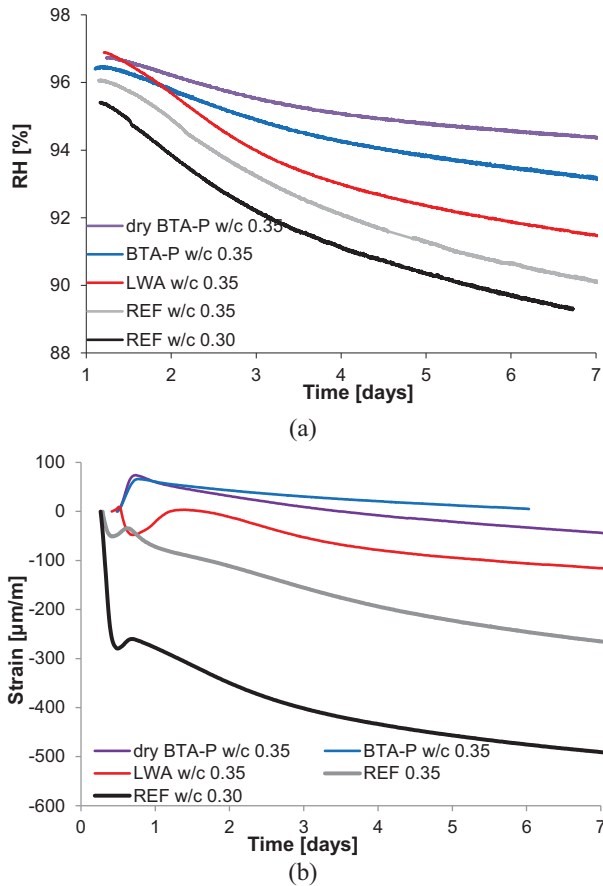 98
96
94
92
90
88
RH [%]
dry BTA-P w/c 0.35
BTA-P w/c 0.35
LWA w/c 0.35
REF w/c 0.35
REF w/c 0.30
1 2 3 4 5 6 7
Time [days]
(a)
100
0
-100
-200
-300
-400
-500
-600
Strain [µm/m]
dry BTA-P w/c 0.35 BTA-P w/c 0.35
LWA w/c 0.35 REF 0.35
REF w/c 0.30
0 1 2 3 4 5 6 7
Time [days]
(b)